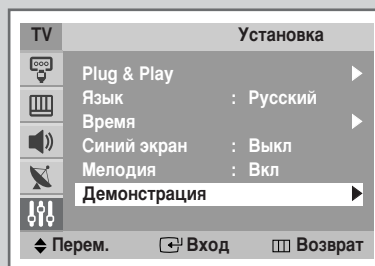 TV Установка
Plug & Play
Язык : Русский
Время
Синий экран : Выкл
Мелодия : Вкл
Демонстрация
Перем. Вход Возврат